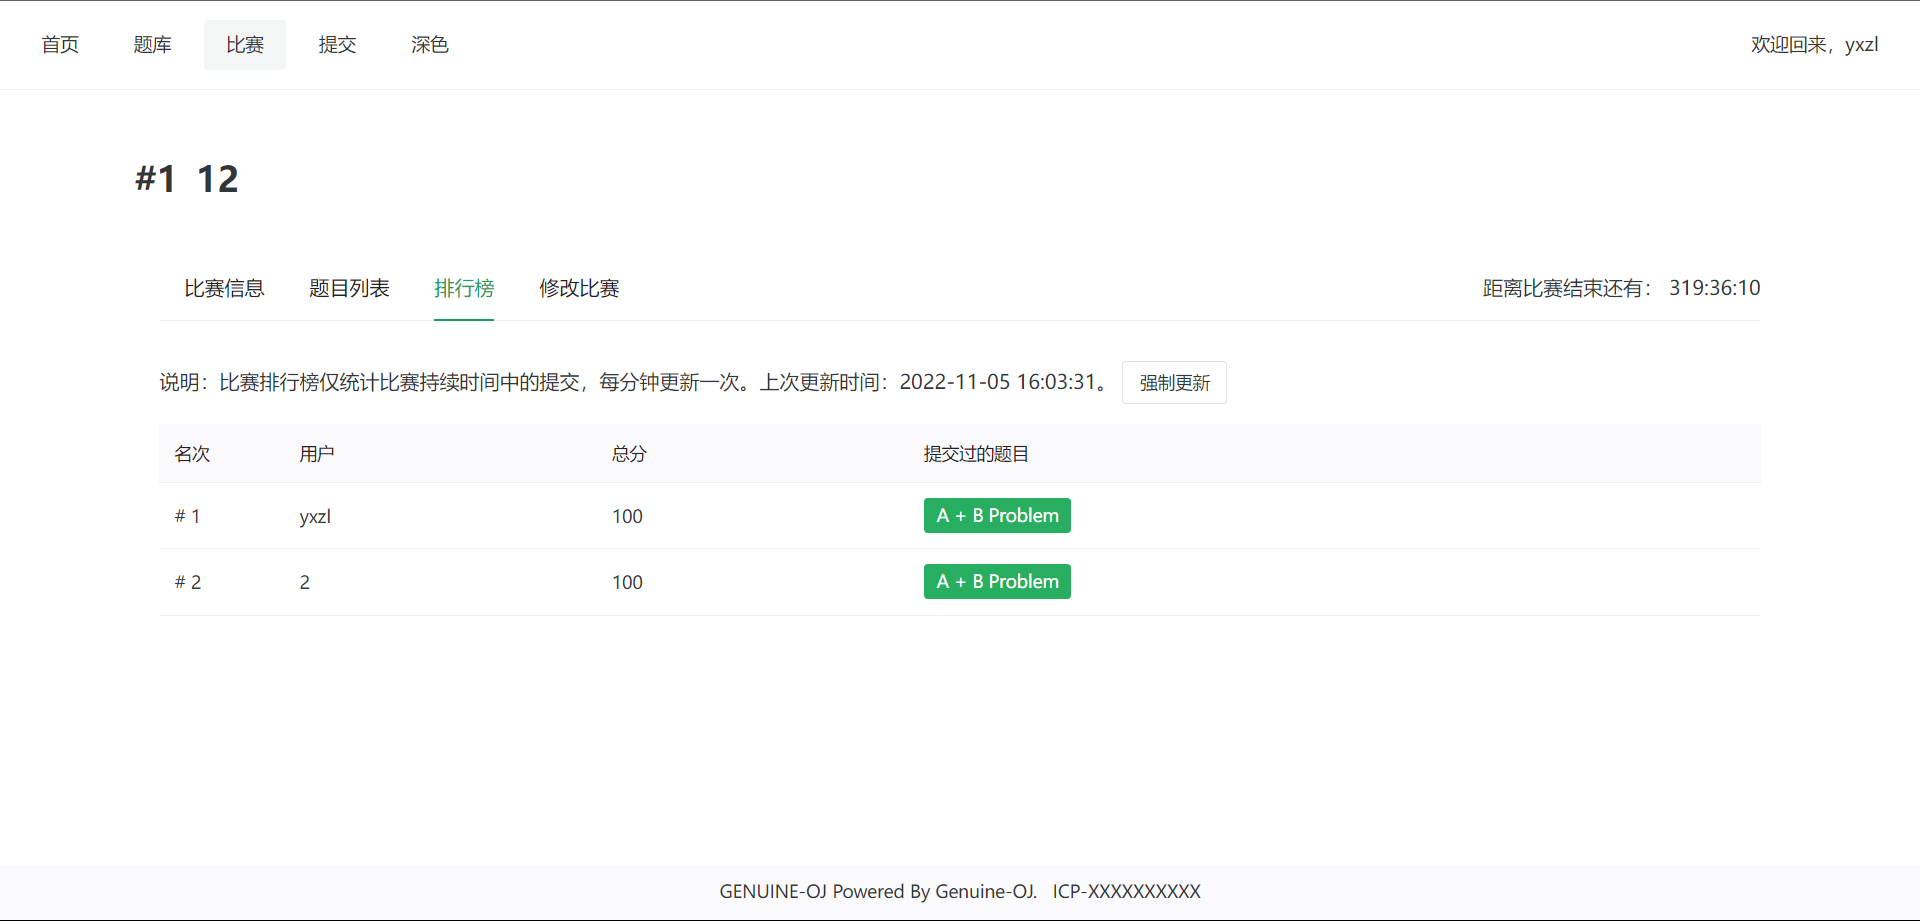 首页 题库 比赛 提交 深色 欢迎回来，yxzl
#1 12
比赛信息 题目列表 排行榜 修改比赛 距离比赛结束还有： 319:36:10
说明：比赛排行榜仅统计比赛持续时间中的提交，每分钟更新一次。上次更新时间：2022-11-05 16:03:31。 强制更新
名次 用户 总分 提交过的题目
# 1 yxzl 100 A + B Problem
# 2 2 100 A + B Problem
GENUINE-OJ Powered By Genuine-OJ. ICP-XXXXXXXXXX